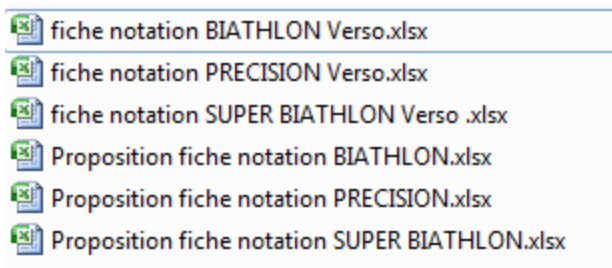 fiche notation BIATHLON Verso.xlsx
fiche notation PRECISION Verso.xlsx
fiche notation SUPER BIATHLON Verso .xlsx
Proposition fiche notation BIATHLON.xlsx
Proposition fiche notation PRECISION.xlsx
Proposition fiche notation SUPER BIATHLON.xlsx